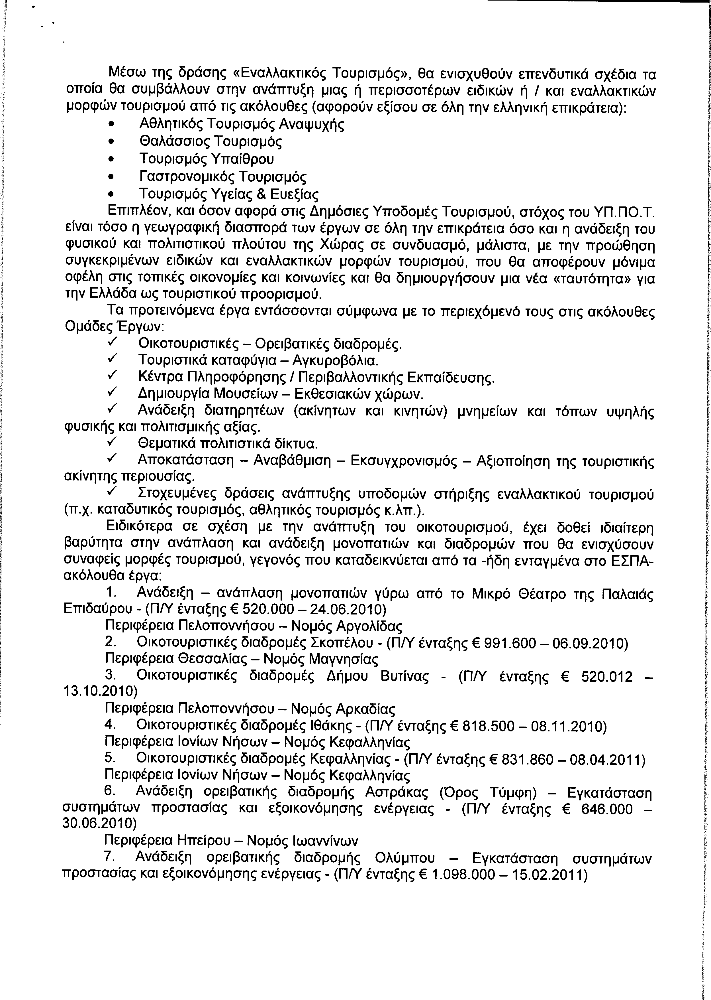 Μέσω της δράσης «Εναλλακτικός Τουρισμός», θα ενισχυθούν επενδυτικά σχέδια τα
οποία θα συμβάλλουν στην ανάπτυξη μιας ή περισσοτέρων ειδικών ή / και εναλλακτικών
μορφών τουρισμού από τις ακόλουθες (αφορούν εξίσου σε όλη την ελληνική επικράτεια):
• Αθλητικός Τουρισμός Αναψυχής
• Θαλάσσιος Τουρισμός
• Τουρισμός Υπαίθρου
• Γαστρονομικός Τουρισμός
• Τουρισμός Υγείας & Ευεξίας
Επιπλέον, και όσον αφορά στις Δημόσιες Υποδομές Τουρισμού, στόχος του ΥΠ.ΠΟ.Τ.
είναι τόσο η γεωγραφική διασπορά των έργων σε όλη την επικράτεια όσο και η ανάδειξη του
φυσικού και πολιτιστικού πλούτου της Χώρας σε συνδυασμό, μάλιστα, με την προώθηση
συγκεκριμένων ειδικών και εναλλακτικών μορφών τουρισμού, που θα αποφέρουν μόνιμα
οφέλη στις τοπικές οικονομίες και κοινωνίες και θα δημιουργήσουν μια νέα «ταυτότητα» για
την Ελλάδα ως τουριστικού προορισμού.
Τα προτεινόμενα έργα εντάσσονται σύμφωνα με το περιεχόμενό τους στις ακόλουθες
Ομάδες Έργων:
✓ Οικοτουριστικές – Ορειβατικές διαδρομές.
✓ Τουριστικά καταφύγια – Αγκυροβόλια.
✓ Κέντρα Πληροφόρησης / Περιβαλλοντικής Εκπαίδευσης.
✓ Δημιουργία Μουσείων – Εκθεσιακών χώρων.
✓ Ανάδειξη διατηρητέων (ακίνητων και κινητών) μνημείων και τόπων υψηλής
φυσικής και πολιτισμικής αξίας.
✓ Θεματικά πολιτιστικά δίκτυα.
✓ Αποκατάσταση – Αναβάθμιση – Εκσυγχρονισμός – Αξιοποίηση της τουριστικής
ακίνητης περιουσίας.
✓ Στοχευμένες δράσεις ανάπτυξης υποδομών στήριξης εναλλακτικού τουρισμού
(π.χ. καταδυτικός τουρισμός, αθλητικός τουρισμός κ.λπ.).
Ειδικότερα σε σχέση με την ανάπτυξη του οικοτουρισμού, έχει δοθεί ιδιαίτερη
βαρύτητα στην ανάπλαση και ανάδειξη μονοπατιών και διαδρομών που θα ενισχύσουν
συναφείς μορφές τουρισμού, γεγονός που καταδεικνύεται από τα -ήδη ενταγμένα στο ΕΣΠΑ-
ακόλουθα έργα:
1. Ανάδειξη – ανάπλαση μονοπατιών γύρω από το Μικρό Θέατρο της Παλαιάς
Επιδαύρου - (Π/Υ ένταξης € 520.000 – 24.06.2010)
Περιφέρεια Πελοποννήσου – Νομός Αργολίδας
2. Οικοτουριστικές διαδρομές Σκοπέλου - (Π/Υ ένταξης € 991.600 – 06.09.2010)
Περιφέρεια Θεσσαλίας – Νομός Μαγνησίας
3. Οικοτουριστικές διαδρομές Δήμου Βυτίνας - (Π/Υ ένταξης € 520.012 –
13.10.2010)
Περιφέρεια Πελοποννήσου – Νομός Αρκαδίας
4. Οικοτουριστικές διαδρομές Ιθάκης - (Π/Υ ένταξης € 818.500 – 08.11.2010)
Περιφέρεια Ιονίων Νήσων – Νομός Κεφαλληνίας
5. Οικοτουριστικές διαδρομές Κεφαλληνίας - (Π/Υ ένταξης € 831.860 – 08.04.2011)
Περιφέρεια Ιονίων Νήσων – Νομός Κεφαλληνίας
6. Ανάδειξη ορειβατικής διαδρομής Αστράκας (Όρος Τύμφη) – Εγκατάσταση
συστημάτων προστασίας και εξοικονόμησης ενέργειας - (Π/Υ ένταξης € 646.000 –
30.06.2010)
Περιφέρεια Ηπείρου – Νομός Ιωαννίνων
7. Ανάδειξη ορειβατικής διαδρομής Ολύμπου – Εγκατάσταση συστημάτων
προστασίας και εξοικονόμησης ενέργειας - (Π/Υ ένταξης € 1.098.000 – 15.02.2011)